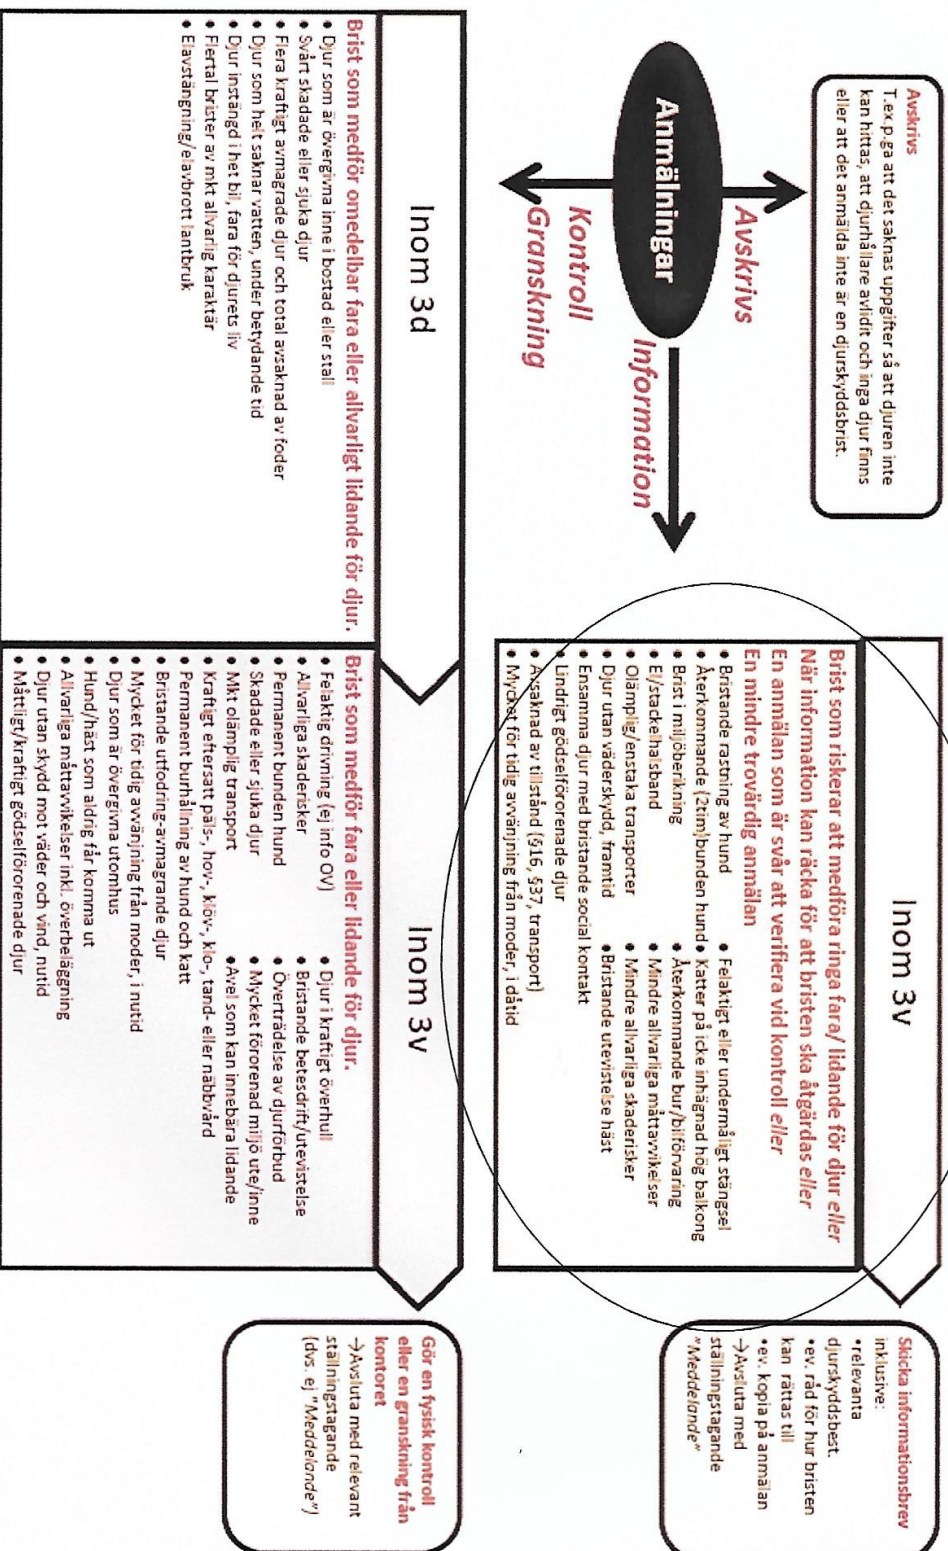 Avskrivs
T.ex.p.ga att det saknas uppgifter så att djuren inte
kan hittas, att djurhållare avlidit och inga djur finns
eller att det anmälda inte är en djurskyddsbrist.
Anmälningar
Avskrivs
Information
Kontroll
Granskning
Inom 3v
Brist som riskerar att medföra ringa fara/ lidande för djur eller
När information kan räcka för att bristen ska åtgärdas eller
En anmälan som är svår att verifiera vid kontroll eller
En mindre trovärdig anmälan
• Bristande rastning av hund
• Återkommande (2tim)bunden hund
• Brist i miljöberikning
• El/stackelhalsband
• Olämplig/enstaka transporter
• Djur utan väderskydd, framtid
• Ensamma djur med bristande social kontakt
• Lindrigt gödselförorenade djur
• Avsaknad av tillstånd (§16, §37, transport)
• Mycket för tidig avvänjning från moder, i dåtid
• Felaktigt eller undermåligt stängsel
• Katter på icke inhägnad hög balkong
• Återkommande bur/bilförvaring
• Mindre allvarliga måttavvikelser
• Mindre allvarliga skaderisker
• Bristande utevistelse häst
Skicka informationsbrev
inklusive:
•relevanta
djurskyddsbest.
•ev. råd för hur bristen
kan rättas till
•ev. kopia på anmälan
→Avsluta med
ställningstagande
"Meddelande"
Inom 3d
Brist som medför omedelbar fara eller allvarligt lidande för djur.
• Djur som är övergivna inne i bostad eller stall
• Svårt skadade eller sjuka djur
• Flera kraftigt avmagrade djur och total avsaknad av foder
• Djur som helt saknar vatten, under betydande tid
• Djur instängd i het bil, fara för djurets liv
• Flertal brister av mkt allvarlig karaktär
• Elavstängning/elavbrott lantbruk
Inom 3v
Brist som medför fara eller lidande för djur.
• Felaktig drivning (ej info OV)
• Allvarliga skaderisker
• Permanent bunden hund
• Skadade eller sjuka djur
• Mkt olämplig transport
• Kraftigt eftersatt päls-, hov-, klöv-, klo-, tand- eller näbbvård
• Permanent burhållning av hund och katt
• Bristande utfodring-avmagrande djur
• Mycket för tidig avvänjning från moder, i nutid
• Djur som är övergivna utomhus
• Hund/häst som aldrig får komma ut
• Allvarliga måttavvikelser inkl. överbeläggning
• Djur utan skydd mot väder och vind, nutid
• Måttligt/kraftigt gödselförorenade djur
• Djur i kraftigt överhull
• Bristande betesdrift/utevistelse
• Överträdelse av djurförbud
• Mycket förorenad miljö ute/inne
•Avel som kan innebära lidande
Gör en fysisk kontroll
eller en granskning från
kontoret
→Avsluta med relevant
ställningstagande
(dvs. ej "Meddelande")